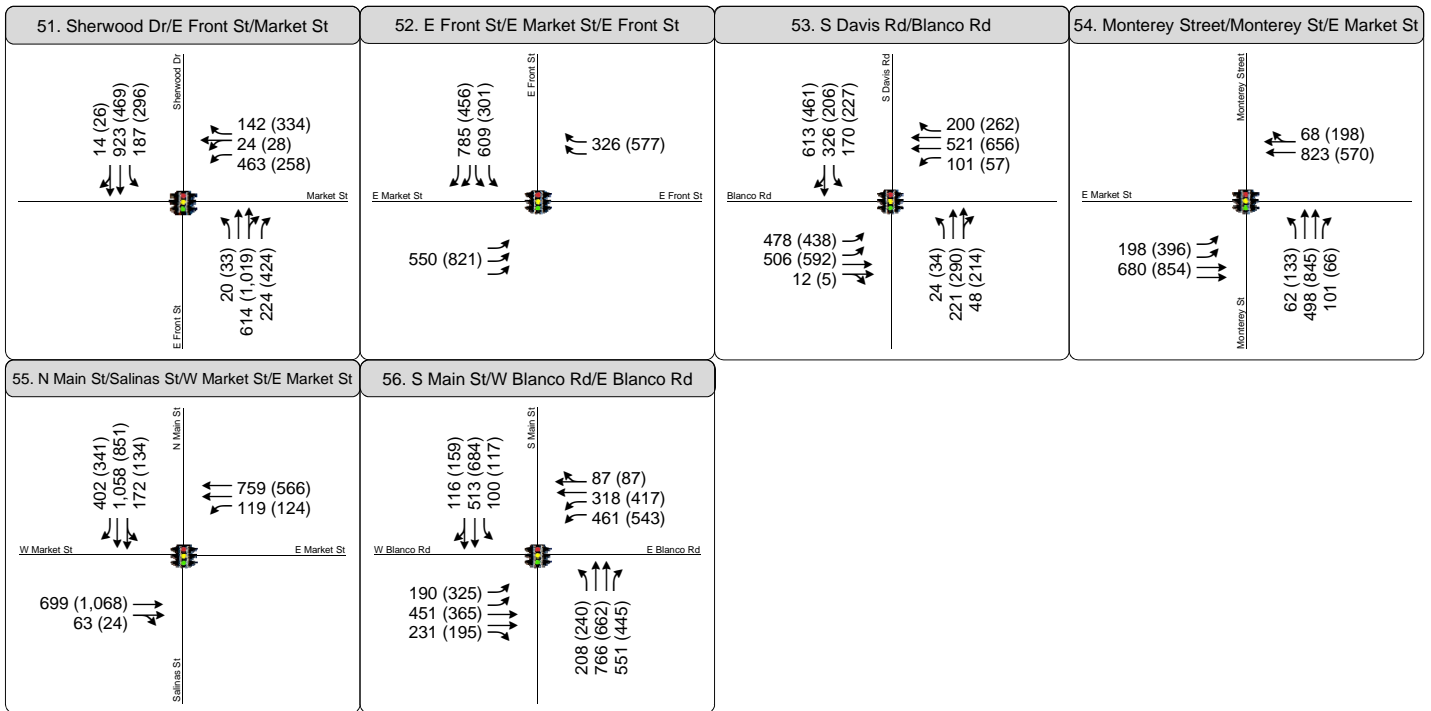 51. Sherwood Dr/E Front St/Market St
14 (26)
923 (469)
187 (296)
Sherwood Dr
142 (334)
24 (28)
463 (258)
Market St
20 (33)
614 (1,019)
224 (424)
E Front St
52. E Front St/E Market St/E Front St
785 (456)
609 (301)
E Front St
326 (577)
E Market St
E Front St
550 (821)
53. S Davis Rd/Blanco Rd
613 (461)
326 (206)
170 (227)
S Davis Rd
200 (262)
521 (656)
101 (57)
Blanco Rd
478 (438)
506 (592)
12 (5)
24 (34)
221 (290)
48 (214)
54. Monterey Street/Monterey St/E Market St
Monterey Street
68 (198)
823 (570)
E Market St
198 (396)
680 (854)
62 (133)
498 (845)
101 (66)
Monterey St
55. N Main St/Salinas St/W Market St/E Market St
402 (341)
1,058 (851)
172 (134)
N Main St
759 (566)
119 (124)
W Market St
E Market St
699 (1,068)
63 (24)
Salinas St
56. S Main St/W Blanco Rd/E Blanco Rd
116 (159)
513 (684)
100 (117)
S Main St
87 (87)
318 (417)
461 (543)
W Blanco Rd
E Blanco Rd
190 (325)
451 (365)
231 (195)
208 (240)
766 (662)
551 (445)